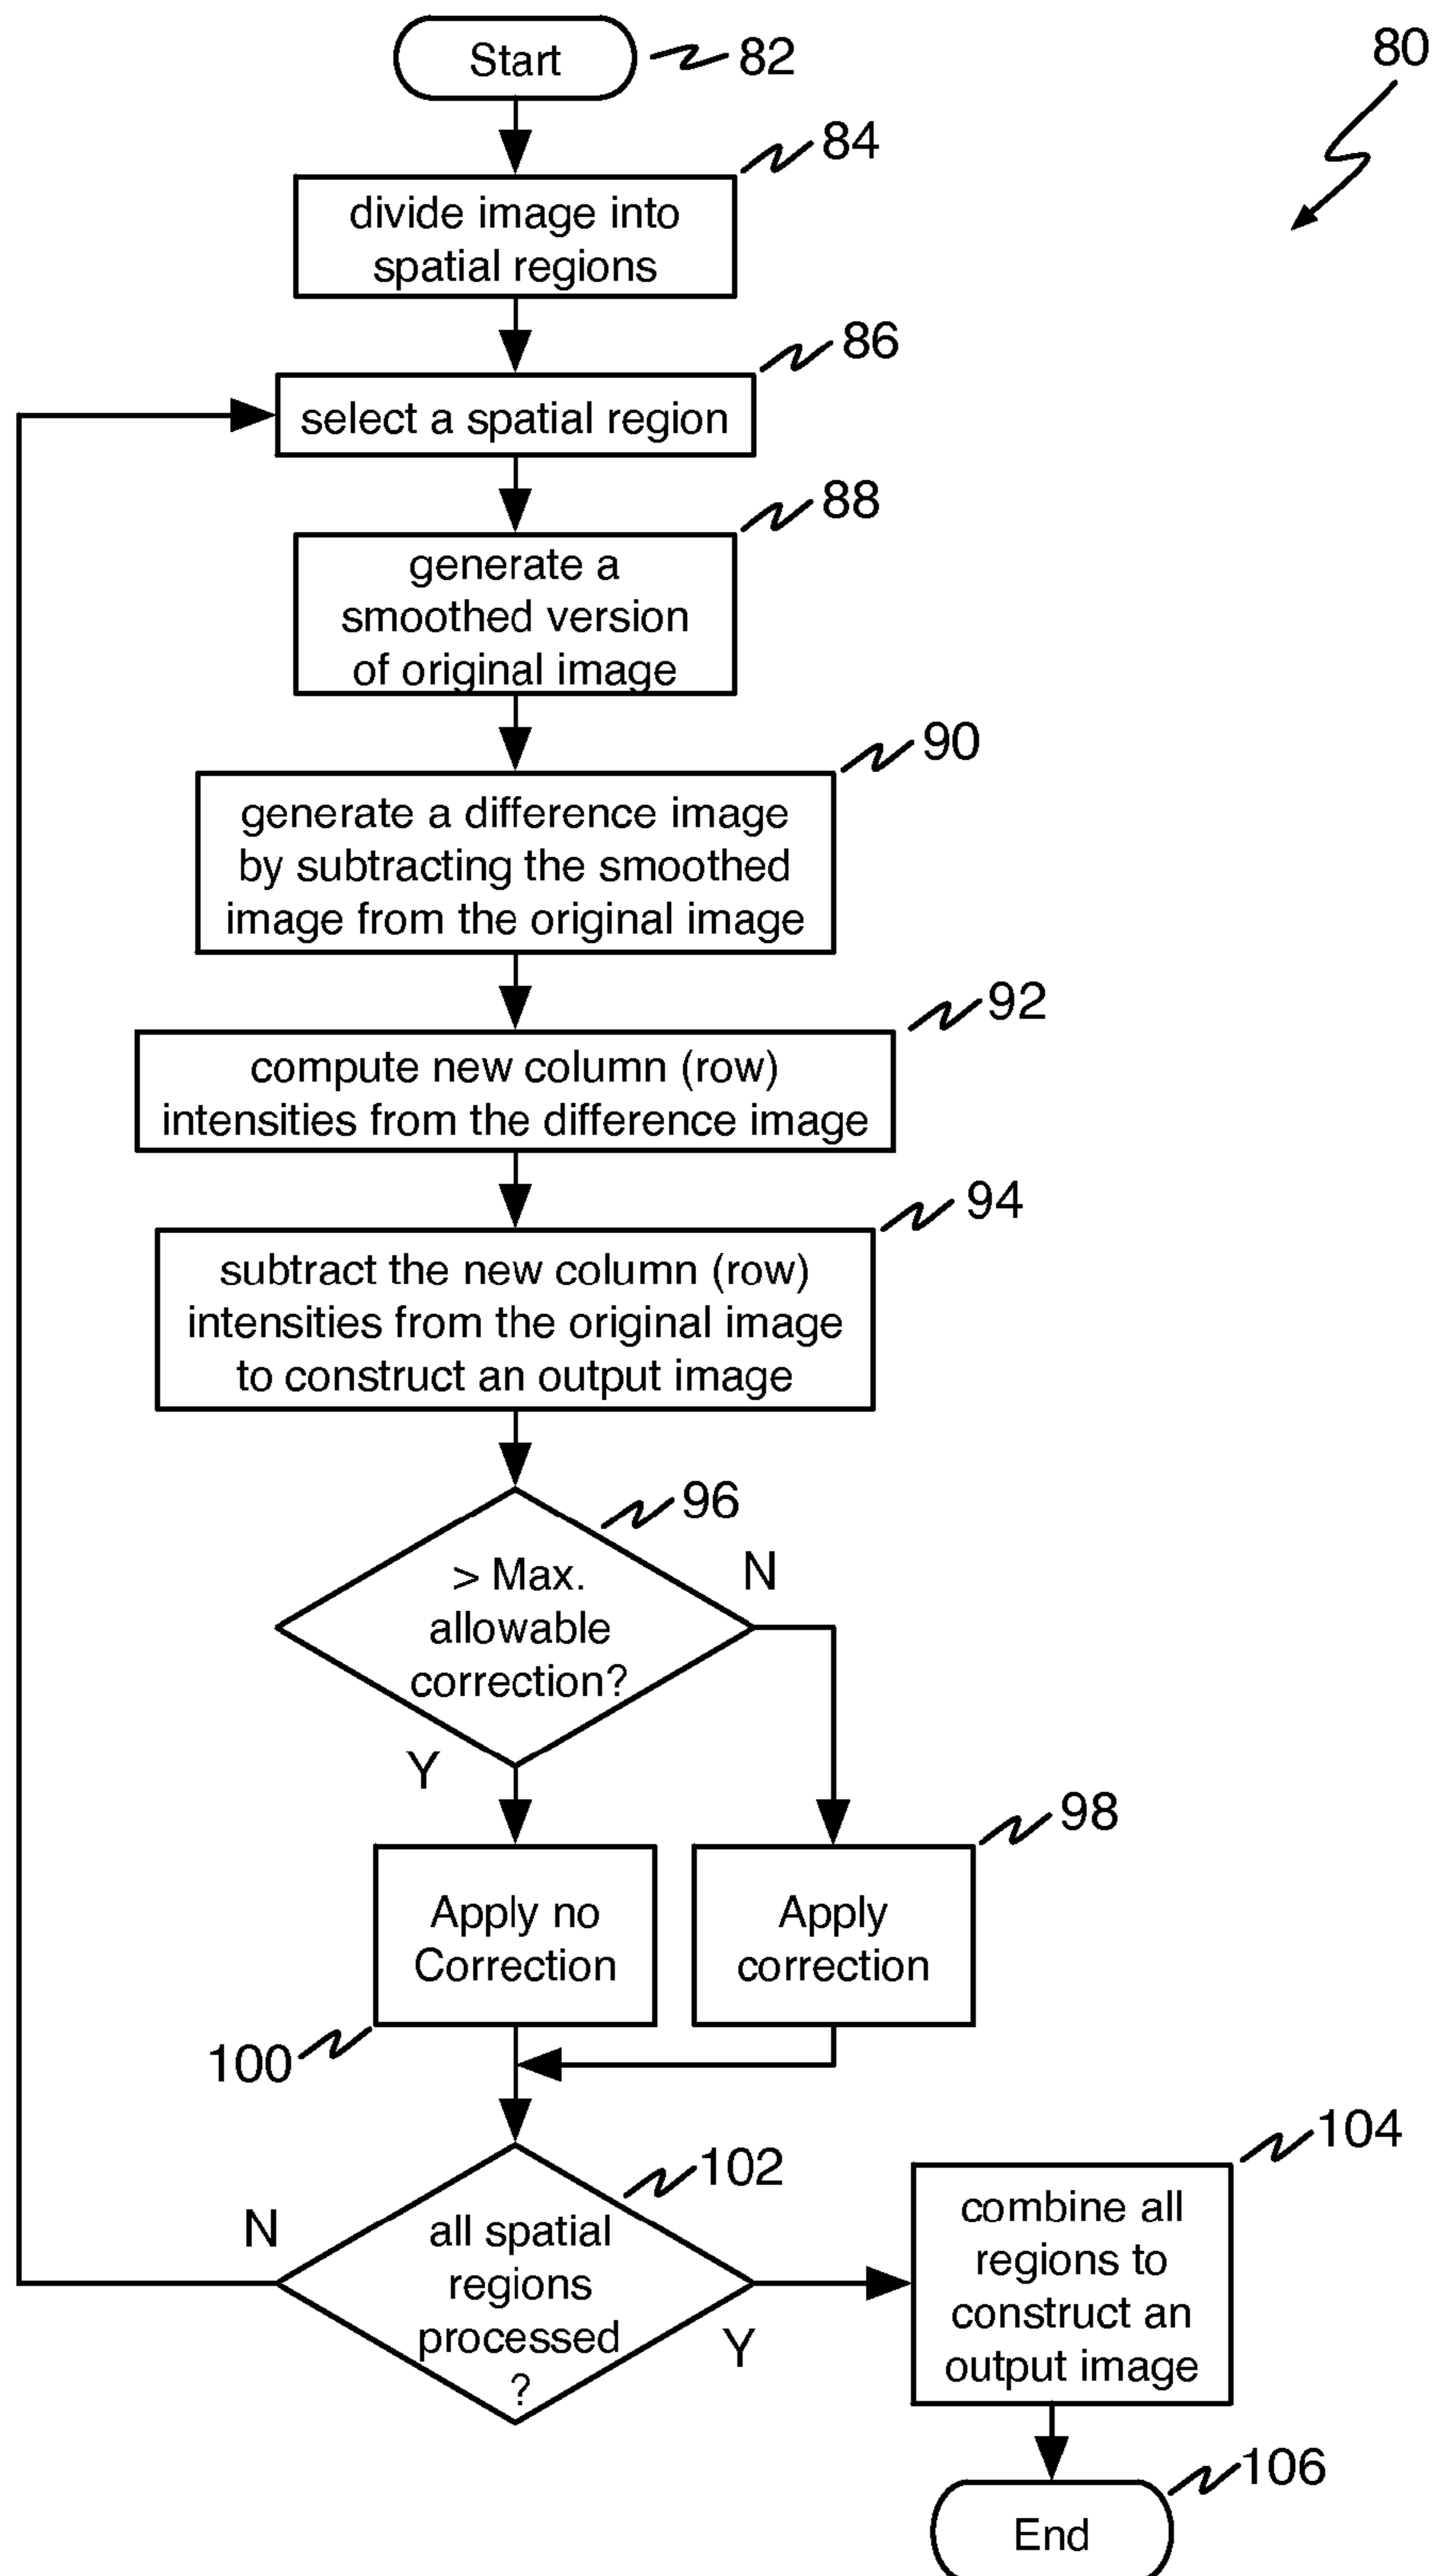 Start
82
80
84
divide image into
spatial regions
86
select a spatial region
88
generate a
smoothed version
of original image
90
generate a difference image
by subtracting the smoothed
image from the original image
92
compute new column (row)
intensities from the difference image
94
subtract the new column (row)
intensities from the original image
to construct an output image
96
> Max.
allowable
correction?
N
Y
98
Apply no
Correction
Apply
correction
100
102
104
N
all spatial
regions
processed
?
Y
combine all
regions to
construct an
output image
106
End